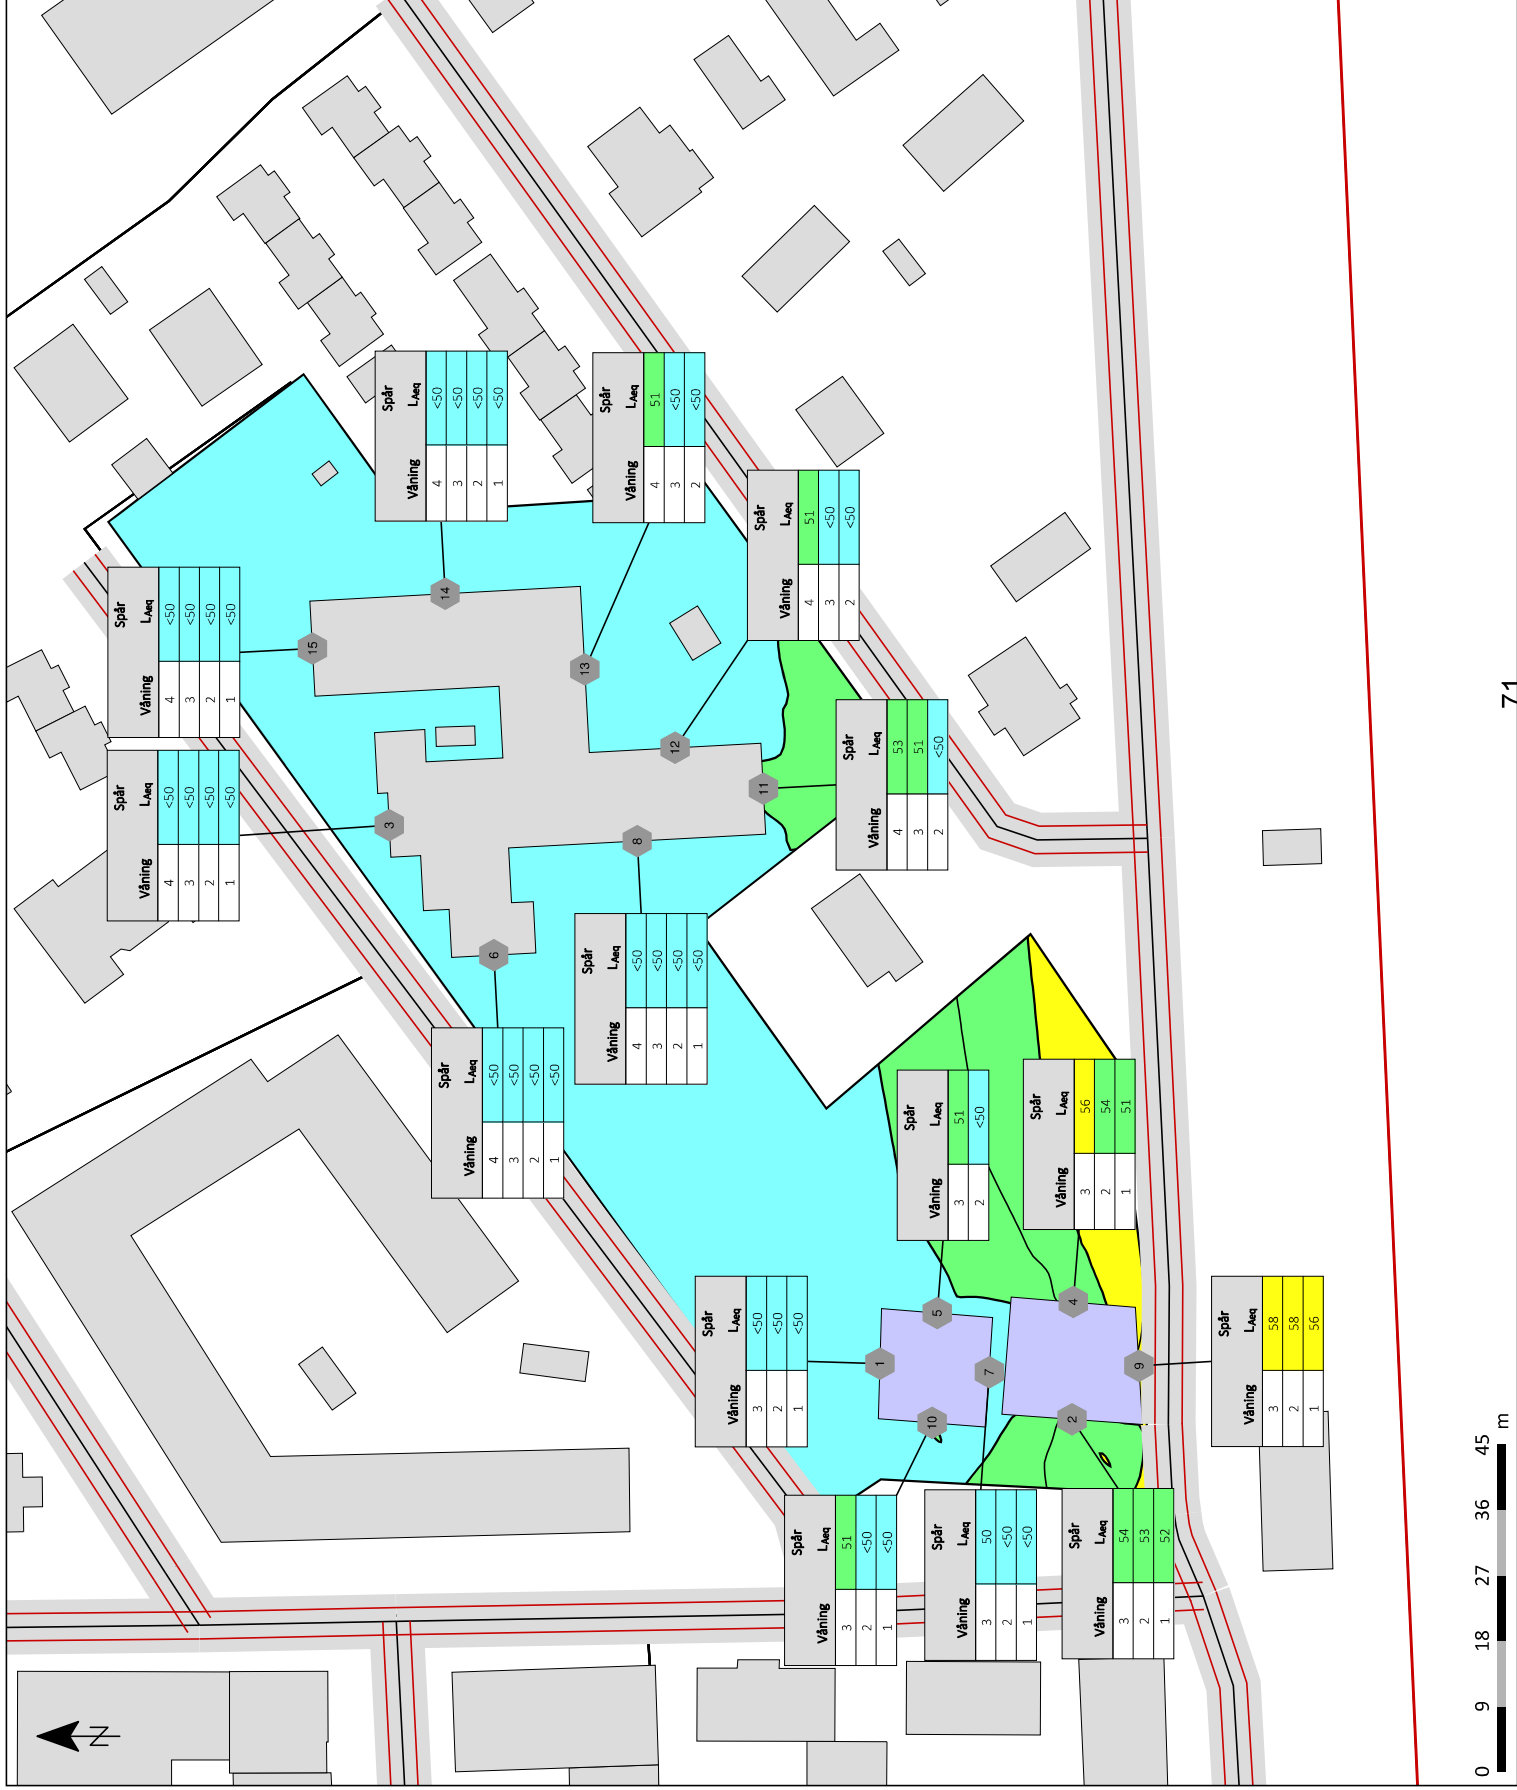 N
Spår
Våning LAeq
4 <50
3 <50
2 <50
1 <50
Spår
Våning LAeq
4 <50
3 <50
2 <50
1 <50
15
3
Spår
Våning LAeq
4 <50
3 <50
2 <50
1 <50
14
Spår
Våning LAeq
4 <50
3 <50
2 <50
1 <50
6
Spår
Våning LAeq
4 <50
3 <50
2 <50
1 <50
8
Spår
Våning LAeq
4 51
3 <50
2 <50
13
Spår
Våning LAeq
3 <50
2 <50
1 <50
1
Spår
Våning LAeq
4 51
3 <50
2 <50
12
Spår
Våning LAeq
3 51
2 <50
1 <50
10
Spår
Våning LAeq
4 53
3 51
2 <50
11
Spår
Våning LAeq
3 51
2 <50
5
Spår
Våning LAeq
3 50
2 <50
1 <50
7
Spår
Våning LAeq
3 56
2 54
1 51
4
Spår
Våning LAeq
3 54
2 53
1 52
2
9
Spår
Våning LAeq
3 58
2 58
1 56
0 9 18 27 36 45
m
71